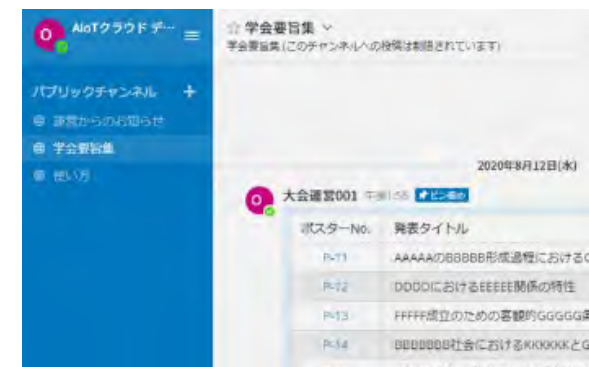 AIoTクラウド デ…
パブリックチャンネル +
運営からのお知らせ
学会要旨集
使い方
学会要旨集
学会要旨集(このチャンネルへの投稿は制限されています)
2020年8月12日(水)
大会運営001 午後1:56 ピン留め
ポスターNo. 発表タイトル
P-11 AAAAAのBBBBB形成過程における
P-12 DDDDにおけるEEEEE関係の特性
P-13 FFFFF成立のための客観的GGGGG
P-14 BBBBBBB社会におけるKKKKKKと